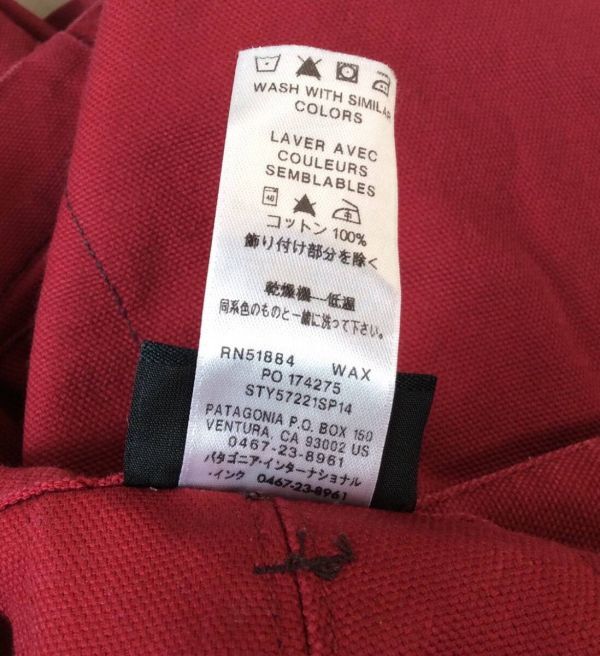 WASH WITH SIMILAR
COLORS
LAVER AVEC
COULEURS
SEMBLABLES
40 中
コットン 100%
飾り付け部分を除く
乾燥機—低温
同系色のものと一緒に洗って下さい。
RN51884 WAX
PO 174275
STY57221SP14
PATAGONIA P.O. BOX 150
VENTURA, CA 93002 US
0467-23-8961
パタゴニア・インターナショナル
・インク 0467-23-8961